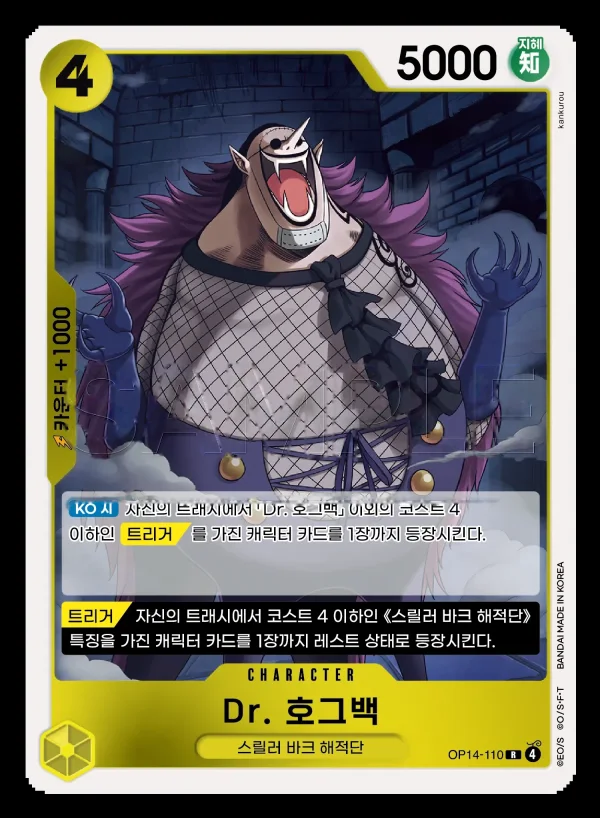 4
5000
지혜
知
kankurou
카운터 +1000
SAMPLE
KO 시 자신의 트래시에서 「Dr. 호그백」 이외의 코스트 4
이하인 트리거 를 가진 캐릭터 카드를 1장까지 등장시킨다.
트리거 자신의 트래시에서 코스트 4 이하인 《스릴러 바크 해적단》
특징을 가진 캐릭터 카드를 1장까지 레스트 상태로 등장시킨다.
CHARACTER
Dr. 호그백
스릴러 바크 해적단
OP14-110 R 4
©EO/S ©O/S·F·T BANDAI MADE IN KOREA